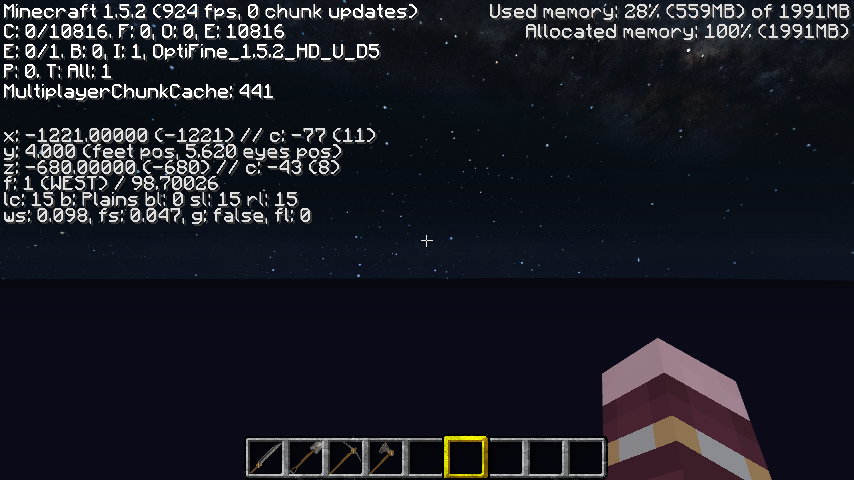 Minecraft 1.5.2 (924 fps, 0 chunk updates)
C: 0/10816. F: 0, O: 0, E: 10816
E: 0/1. B: 0, I: 1, OptiFine_1.5.2_HD_U_D5
P: 0. T: All: 1
MultiplayerChunkCache: 441
Used memory: 28% (559MB) of 1991MB
Allocated memory: 100% (1991MB)
x: -1221.00000 (-1221) // c: -77 (11)
y: 4.000 (feet pos, 5.620 eyes pos)
z: -680.00000 (-680) // c: -43 (8)
f: 1 (WEST) / 98.70026
lc: 15 b: Plains bl: 0 sl: 15 rl: 15
ws: 0.098, fs: 0.047, g: false, fl: 0